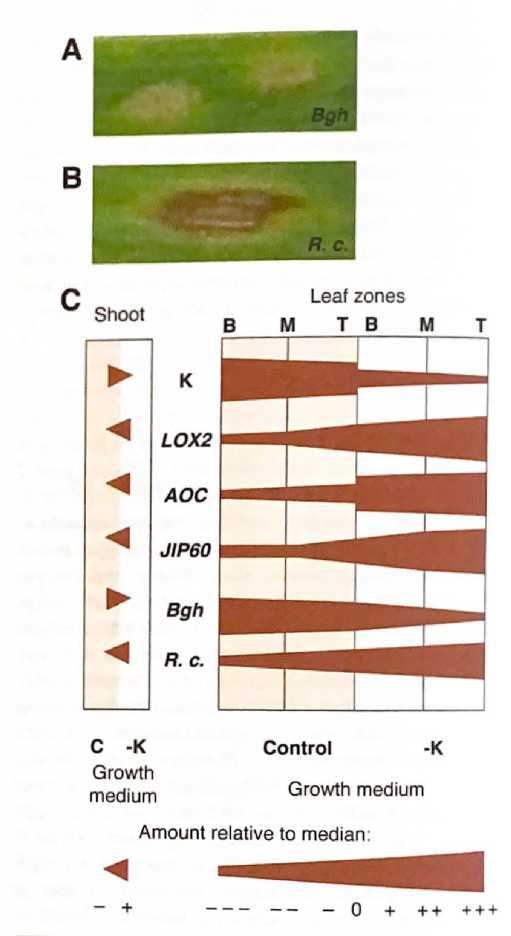 A
Bgh
B
R. c.
C
Shoot
Leaf zones
B M T B M T
K
LOX2
AOC
JIP60
Bgh
R. c.
C -K
Growth
medium
Control -K
Growth medium
Amount relative to median:
− + − − − − − − 0 + ++ +++